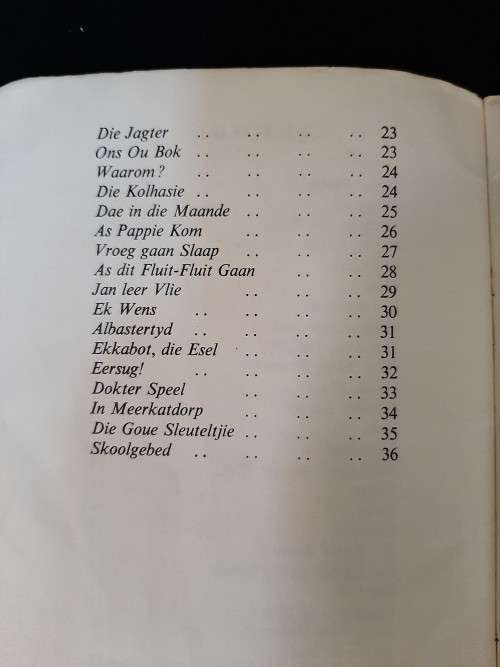 Die Jagter .. .. .. .. 23
Ons Ou Bok .. .. .. .. 23
Waarom? .. .. .. .. 24
Die Kolhasie .. .. .. .. 24
Dae in die Maande .. .. .. 25
As Pappie Kom .. .. .. 26
Vroeg gaan Slaap .. .. .. 27
As dit Fluit-Fluit Gaan .. .. 28
Jan leer Vlie .. .. .. 29
Ek Wens .. .. .. .. 30
Albastertyd .. .. .. .. 31
Ekkabot, die Esel .. .. .. 31
Eersug! .. .. .. .. 32
Dokter Speel .. .. .. 33
In Meerkatdorp .. .. .. 34
Die Goue Sleuteltjie .. .. .. 35
Skoolgebed .. .. .. .. 36